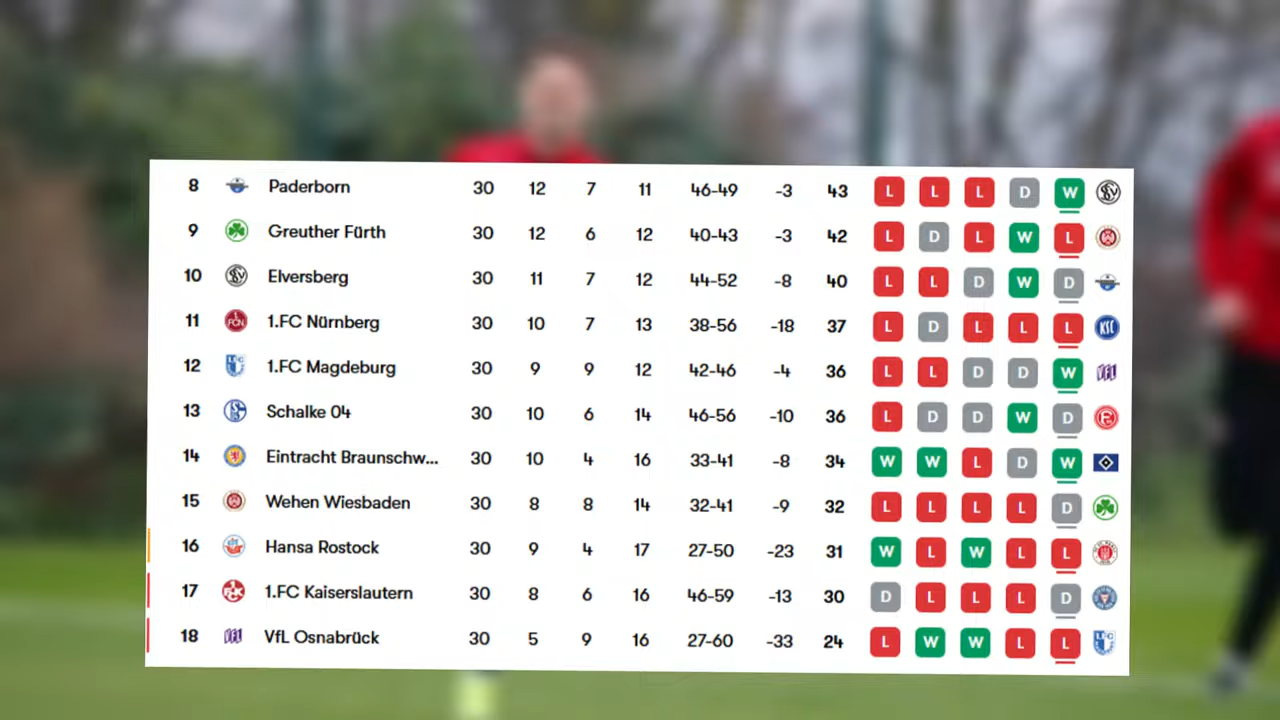 8 Paderborn 30 12 7 11 46-49 -3 43 L L L D W
9 Greuther Fürth 30 12 6 12 40-43 -3 42 L D L W L
10 Elversberg 30 11 7 12 44-52 -8 40 L L D W D
11 1.FC Nürnberg 30 10 7 13 38-56 -18 37 L D L L L KSC
12 1.FC Magdeburg 30 9 9 12 42-46 -4 36 L L D D W VfL
13 Schalke 04 30 10 6 14 46-56 -10 36 L D D W D
14 Eintracht Braunschw... 30 10 4 16 33-41 -8 34 W W L D W
15 Wehen Wiesbaden 30 8 8 14 32-41 -9 32 L L L L D
16 Hansa Rostock 30 9 4 17 27-50 -23 31 W L W L L
17 1.FC Kaiserslautern 30 8 6 16 46-59 -13 30 D L L L D
18 VfL VfL Osnabrück 30 5 9 16 27-60 -33 24 L W W L L